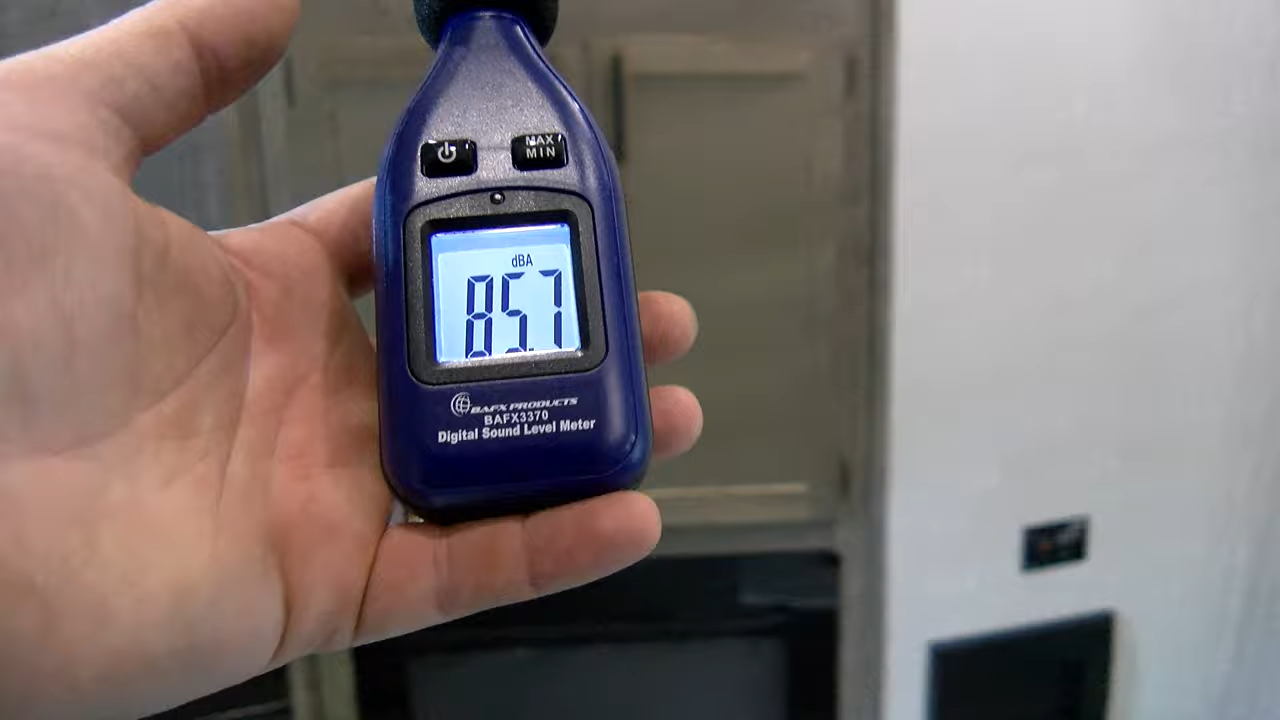 MAX
MIN
dBA
85.7
BAFX PRODUCTS
BAFX3370
Digital Sound Level Meter